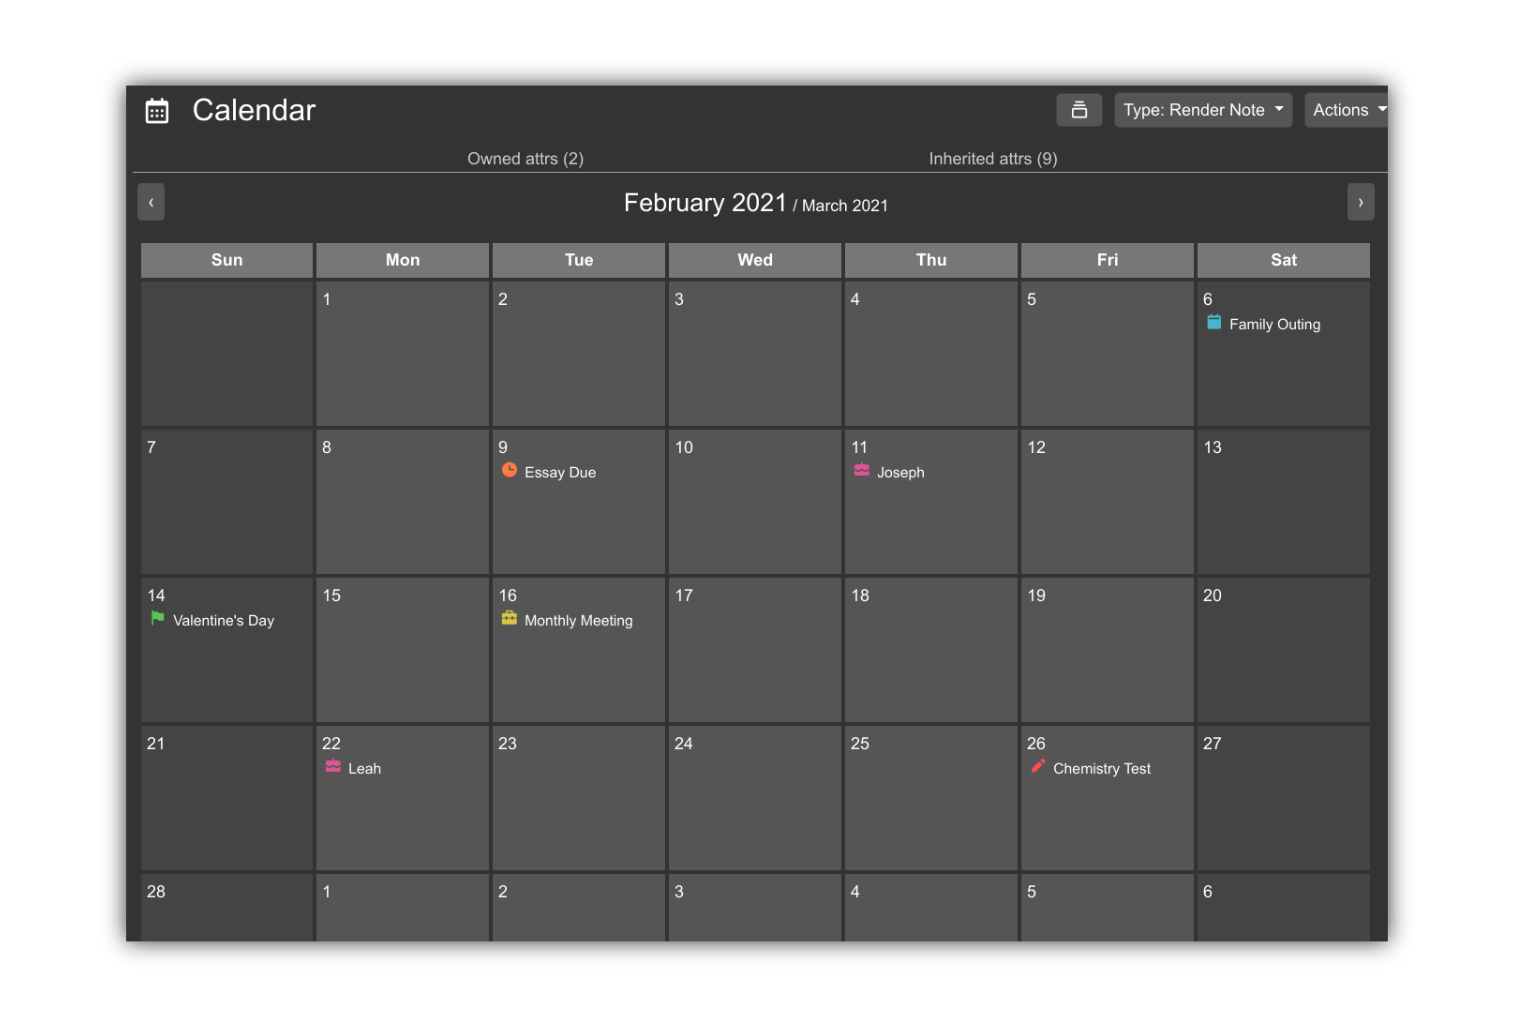 Calendar Type: Render Note Actions
Owned attrs (2) Inherited attrs (9)
‹ February 2021 / March 2021 ›
Sun Mon Tue Wed Thu Fri Sat
1 2 3 4 5 6
Family Outing
7 8 9 10 11 12 13
Essay Due Joseph
14 15 16 17 18 19 20
Valentine's Day Monthly Meeting
21 22 23 24 25 26 27
Leah Chemistry Test
28 1 2 3 4 5 6